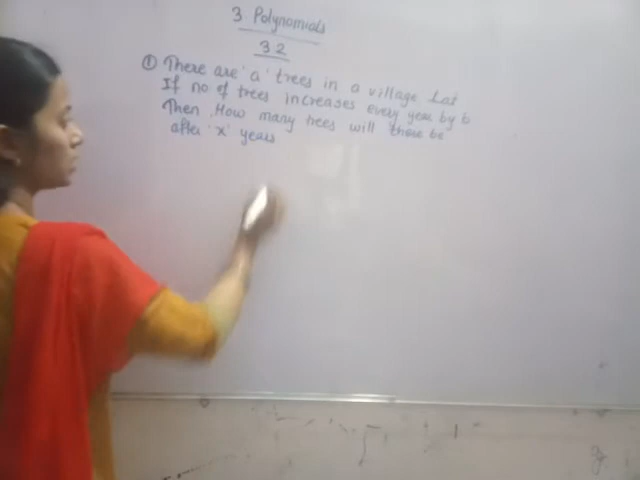 3 Polynomials
3.2
① There are 'a' trees in a village Lat
If no of trees increases every year by b
Then, How many trees will there be
after 'x' years